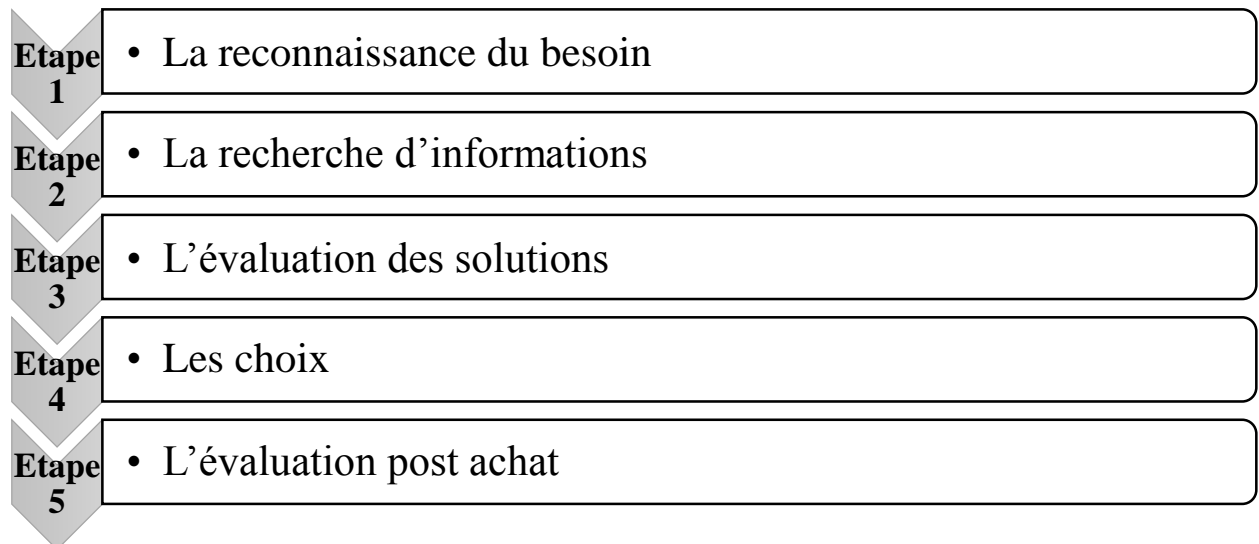 Etape 1
• La reconnaissance du besoin
Etape 2
• La recherche d’informations
Etape 3
• L’évaluation des solutions
Etape 4
• Les choix
Etape 5
• L’évaluation post achat